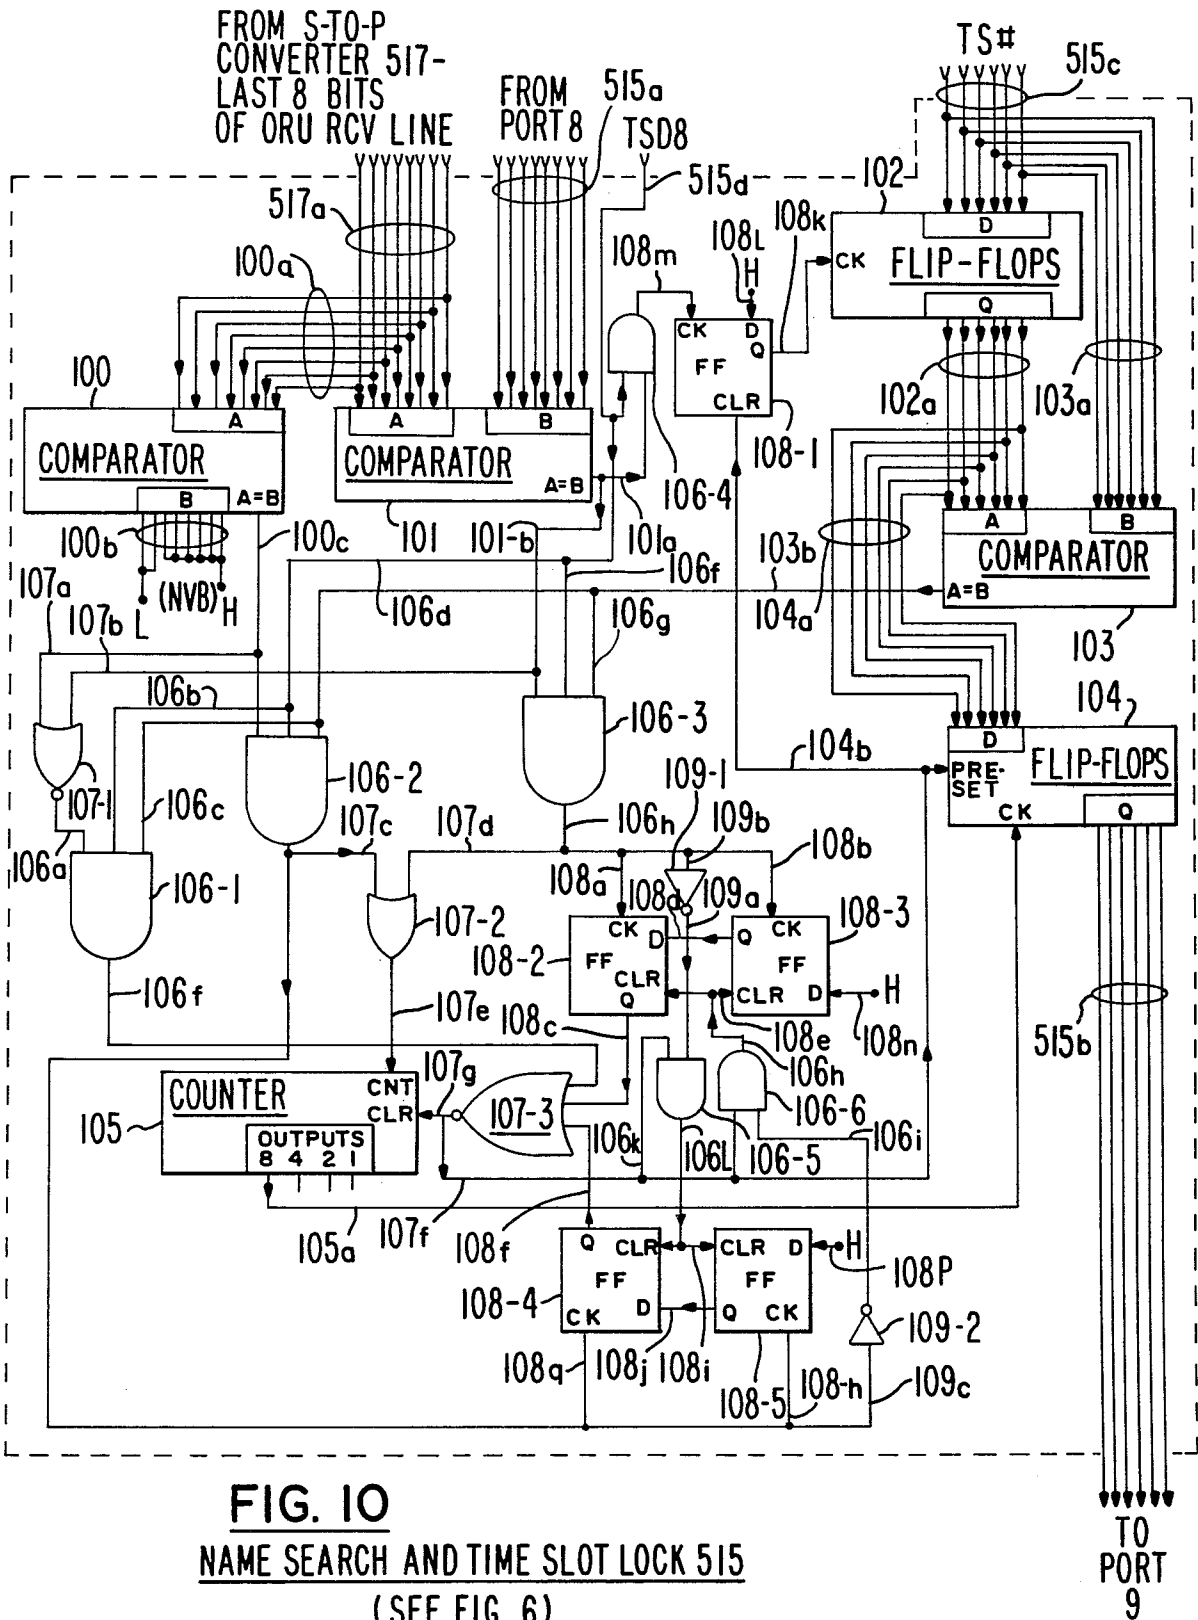 FROM S-TO-P
CONVERTER 517-
LAST 8 BITS
OF ORU RCV LINE
FROM
PORT 8
515a
TSD8
TS#
515c
517a
100a
515d
108m
108L
H
108k
102
D
CK
FLIP-FLOPS
Q
CK
D
Q
FF
CLR
102a
103a
108-1
100
A
COMPARATOR
B
A=B
A
B
COMPARATOR
A=B
106-4
100b
100c
101
101-b
101a
103b
104a
A
B
COMPARATOR
A=B
103
107a
(NVB)
L
H
106d
106f
107b
106g
106b
106-3
104
D
FLIP-FLOPS
PRE-
SET
CK
Q
107-1
106-2
106c
104b
109-1
107c
107d
106h
109b
108b
106a
106-1
108a
108d
109a
107-2
108-2
CK
D
FF
CLR
Q
108-3
Q
CK
FF
CLR
D
H
106f
107e
108c
108e
108n
515b
106h
COUNTER
CNT
CLR
105
OUTPUTS
8 4 2 1
107g
107-3
106-6
106k
106L
106-5
106i
105a
107f
108f
Q
CLR
FF
D
CK
108-4
CLR
D
FF
Q
CK
H
108P
109-2
108q
108j
108i
108-5
108-h
109c
FIG. 10
NAME SEARCH AND TIME SLOT LOCK 515
(SEE FIG. 6)
TO
PORT
9